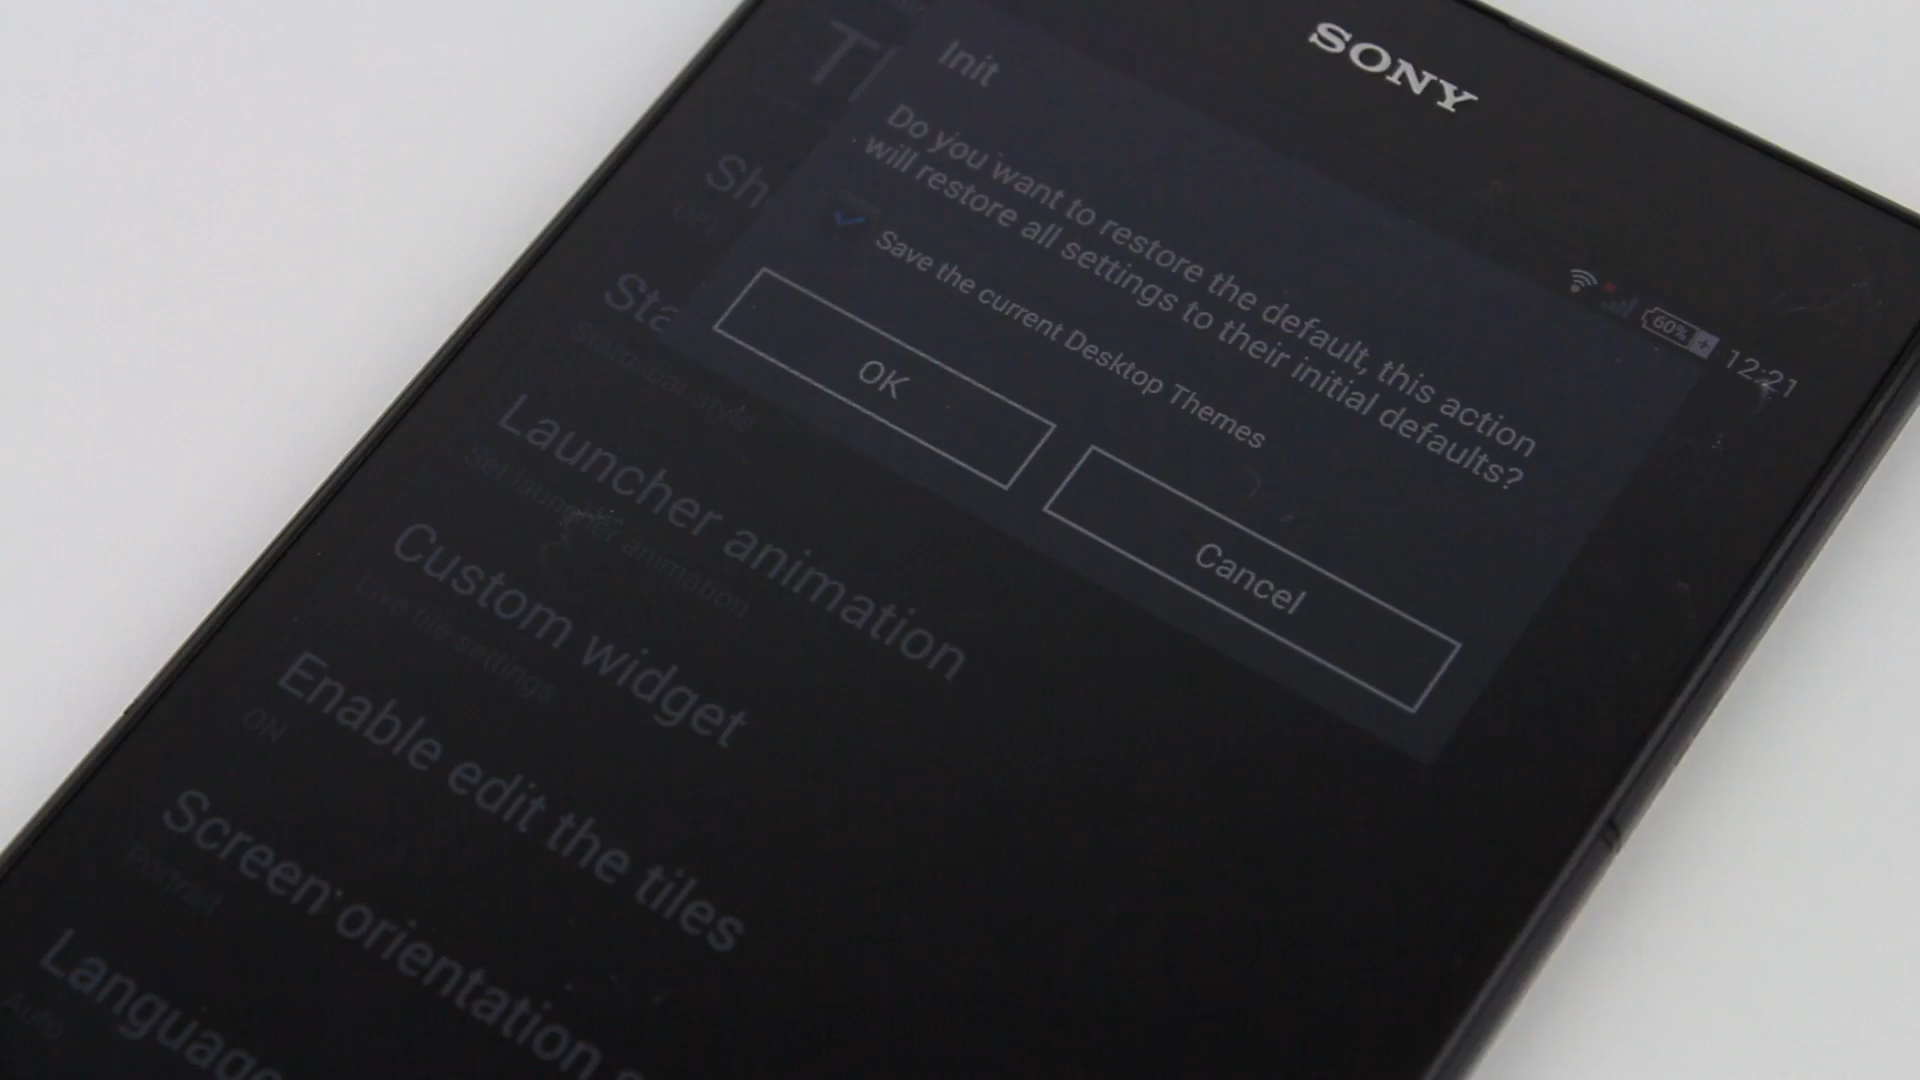 SONY
60%
12:21
Init
Do you want to restore the default, this action
will restore all settings to their initial defaults?
Save the current Desktop Themes
OK
Cancel
Launcher animation
Set launcher animation
Custom widget
Live tile settings
Enable edit the tiles
ON
Screen orientation
Portrait
Language
Auto